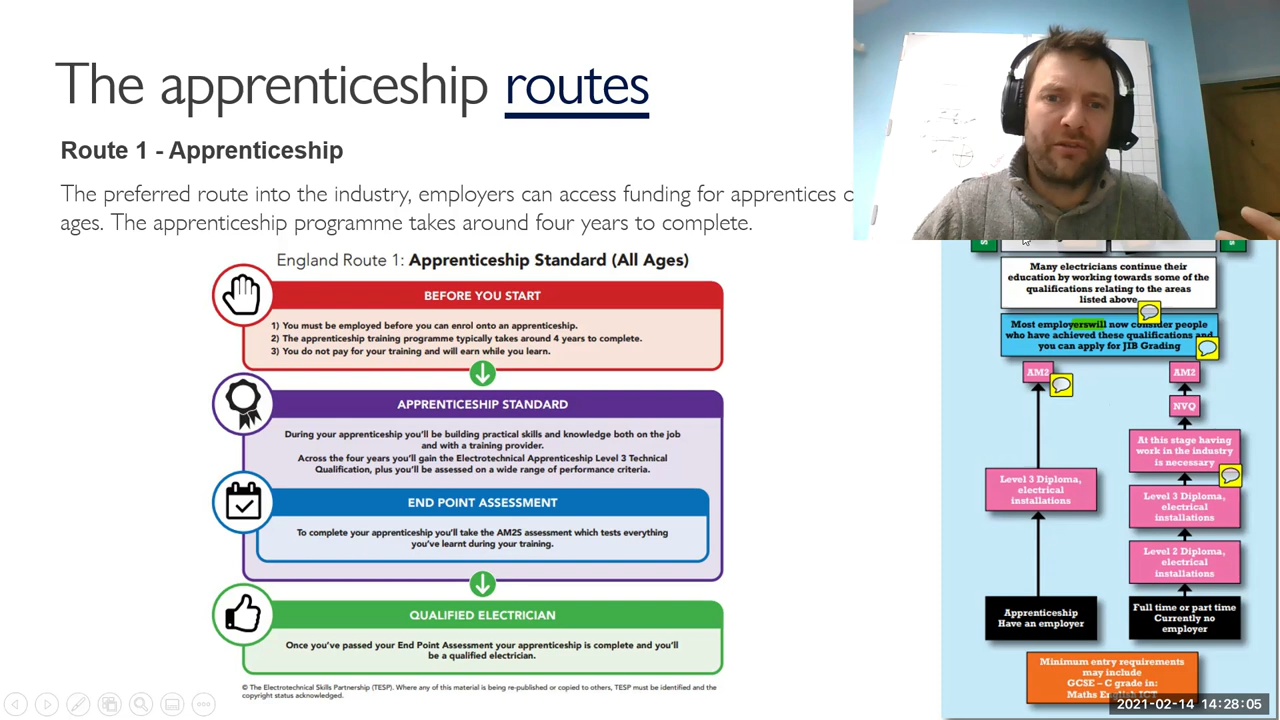 The apprenticeship routes
Route 1 - Apprenticeship
The preferred route into the industry, employers can access funding for apprentices
ages. The apprenticeship programme takes around four years to complete.
England Route 1: Apprenticeship Standard (All Ages)
BEFORE YOU START
1) You must be employed before you can enrol onto an apprenticeship.
2) The apprenticeship training programme typically takes around 4 years to complete.
3) You do not pay for your training and will earn while you learn.
APPRENTICESHIP STANDARD
During your apprenticeship you'll be building practical skills and knowledge both on the job
and with a training provider.
Across the four years you'll gain the Electrotechnical Apprenticeship Level 3 Technical
Qualification, plus you'll be assessed on a wide range of performance criteria.
END POINT ASSESSMENT
To complete your apprenticeship you'll take the AM2S assessment which tests everything
you've learnt during your training.
QUALIFIED ELECTRICIAN
Once you've passed your End Point Assessment your apprenticeship is complete and you'll
be a qualified electrician.
© The Electrotechnical Skills Partnership (TESP). Where any of this material is being re-published or copied to others, TESP must be identified and the
copyright status acknowledged.
Many electricians continue their
education by working towards some of the
qualifications relating to the areas
listed above
Most employerswill now consider people
who have achieved these qualifications and
you can apply for JIB Grading
AM2
AM2
NVQ
At this stage having
work in the industry
is necessary
Level 3 Diploma,
electrical
installations
Level 3 Diploma,
electrical
installations
Level 2 Diploma,
electrical
installations
Apprenticeship
Have an employer
Full time or part time
Currently no
employer
Minimum entry requirements
may include
GCSE – C grade in:
Maths English ICT
2021-02-14 14:28:05